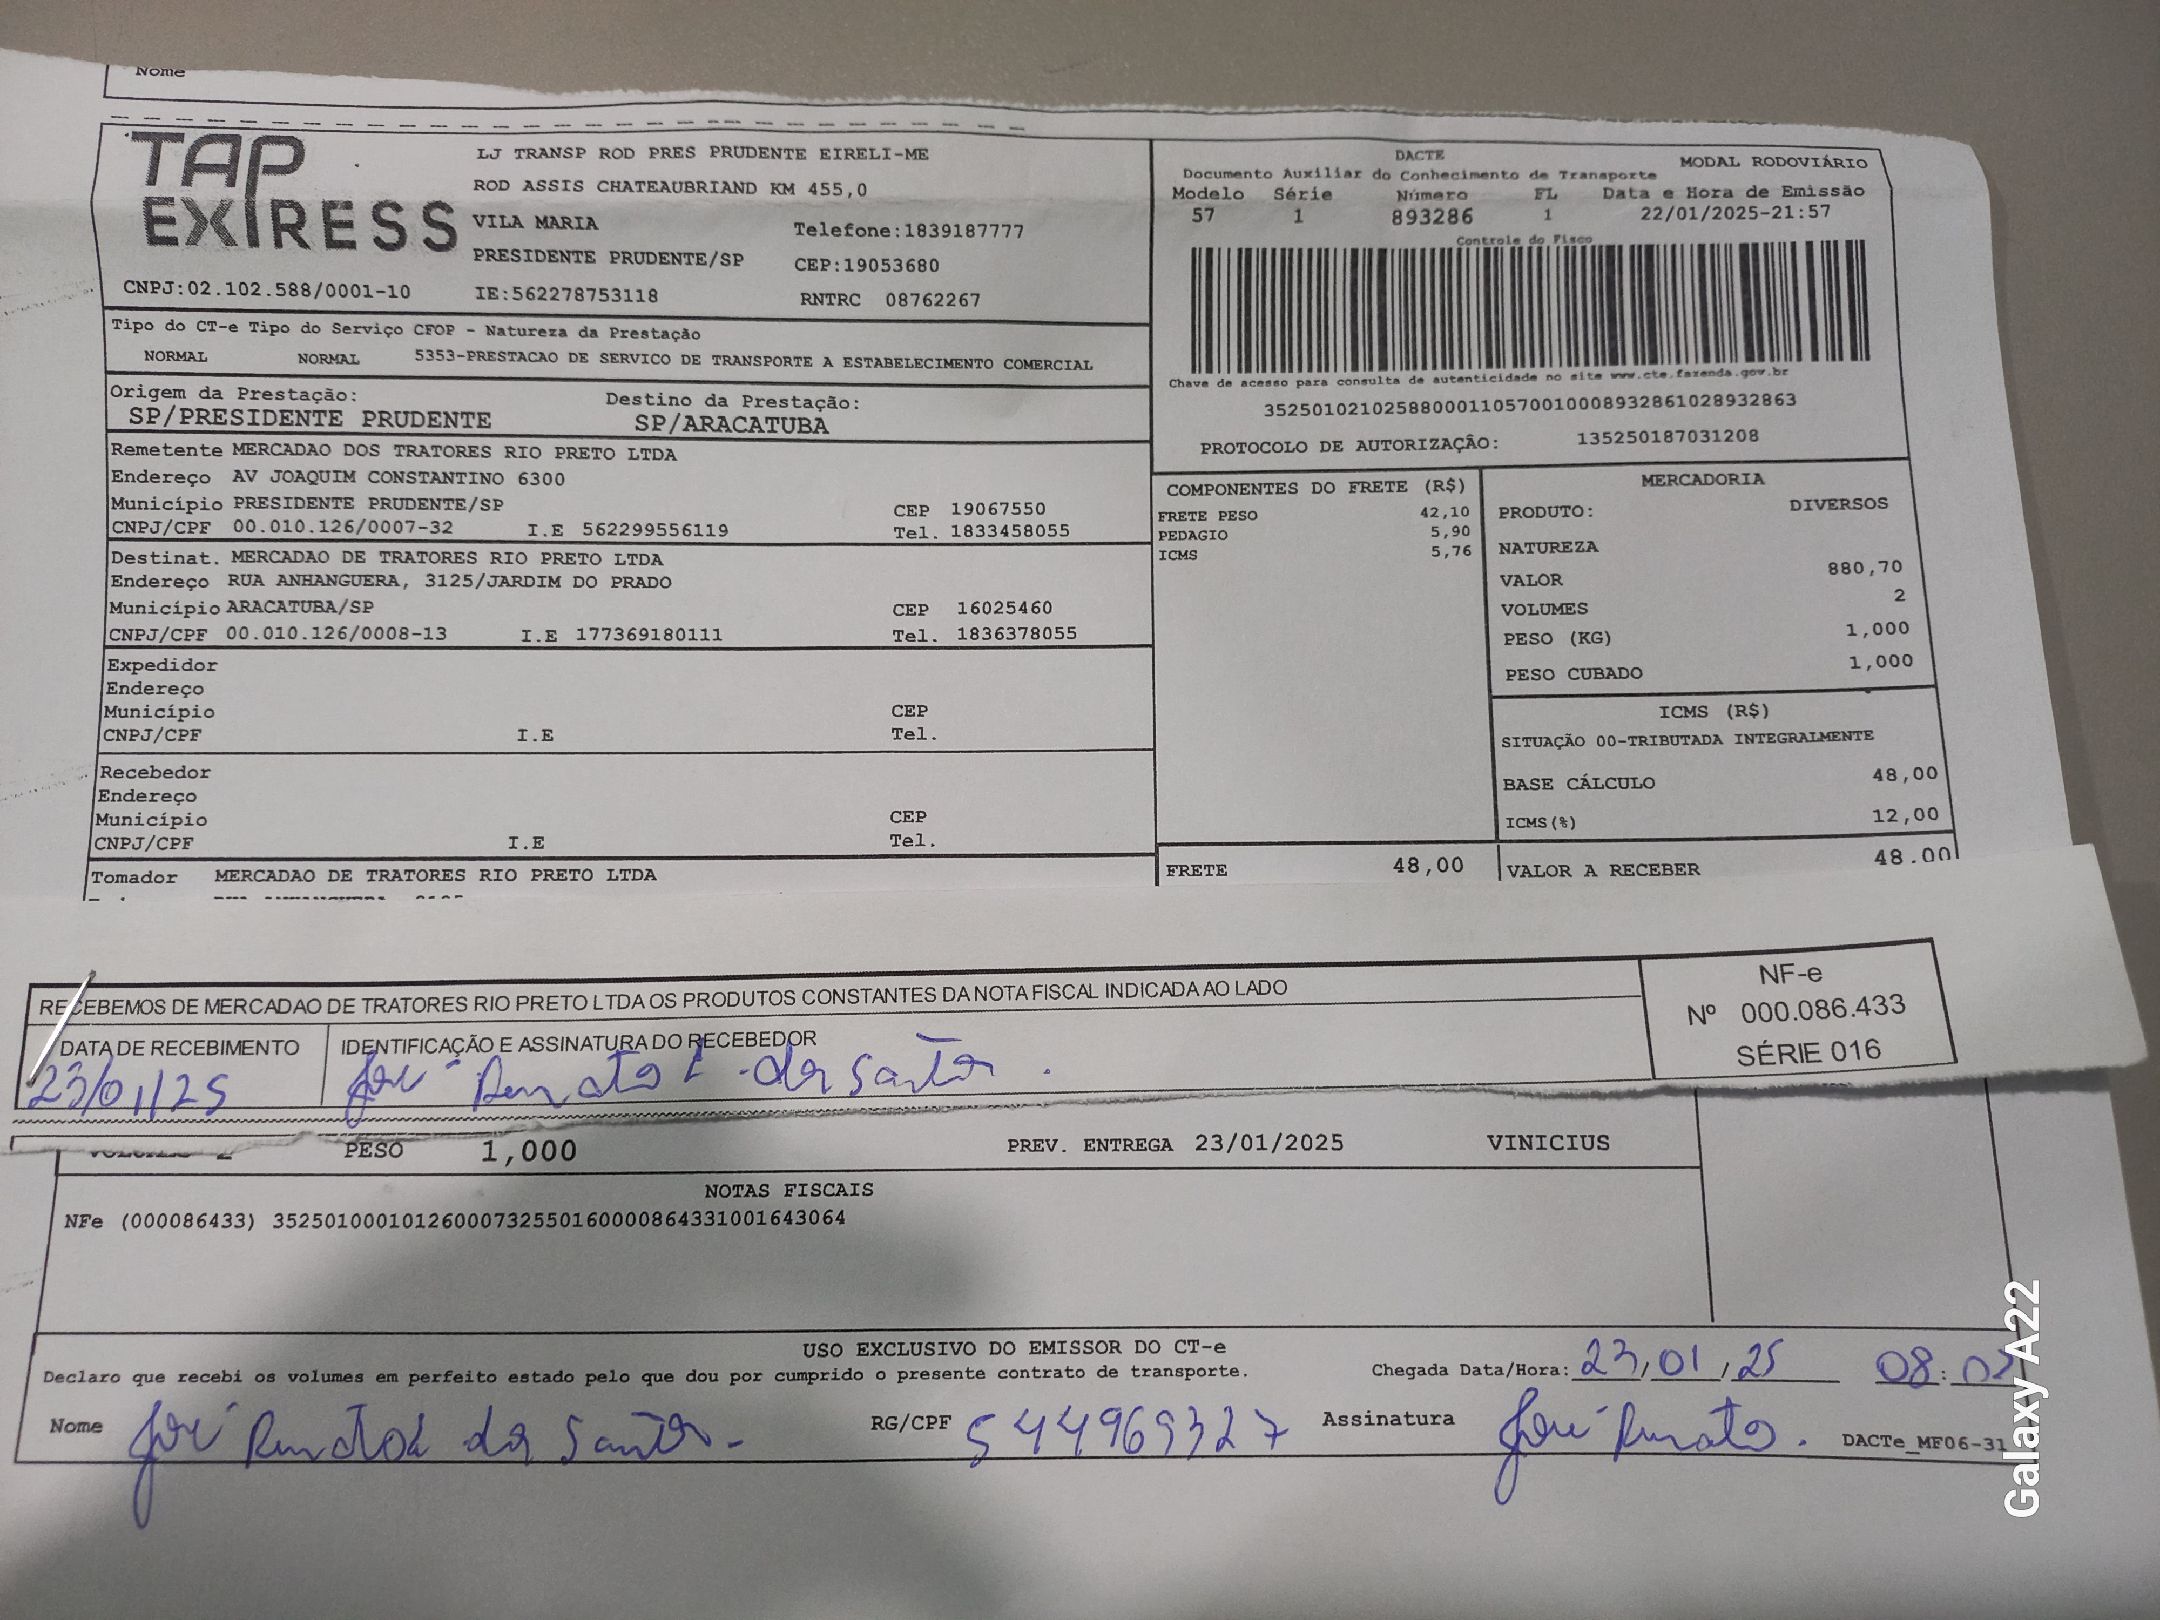 Nome
TAP EXPRESS
LJ TRANSP ROD PRES PRUDENTE EIRELI-ME
ROD ASSIS CHATEAUBRIAND KM 455,0
VILA MARIA Telefone:1839187777
PRESIDENTE PRUDENTE/SP CEP:19053680
CNPJ:02.102.588/0001-10 IE:562278753118 RNTRC 08762267
DACTE MODAL RODOVIÁRIO
Documento Auxiliar do Conhecimento de Transporte
Modelo Série Número FL Data e Hora de Emissão
57 1 893286 1 22/01/2025-21:57
Controle do Fisco
Chave de acesso para consulta de autenticidade no site www.cte.fazenda.gov.br
35250102102588000110570010008932861028932863
PROTOCOLO DE AUTORIZAÇÃO: 135250187031208
Tipo do CT-e Tipo do Serviço CFOP - Natureza da Prestação
NORMAL NORMAL 5353-PRESTACAO DE SERVICO DE TRANSPORTE A ESTABELECIMENTO COMERCIAL
Origem da Prestação: Destino da Prestação:
SP/PRESIDENTE PRUDENTE SP/ARACATUBA
Remetente MERCADAO DOS TRATORES RIO PRETO LTDA
Endereço AV JOAQUIM CONSTANTINO 6300
Município PRESIDENTE PRUDENTE/SP CEP 19067550
CNPJ/CPF 00.010.126/0007-32 I.E 562299556119 Tel. 1833458055
Destinat. MERCADAO DE TRATORES RIO PRETO LTDA
Endereço RUA ANHANGUERA, 3125/JARDIM DO PRADO
Município ARACATUBA/SP CEP 16025460
CNPJ/CPF 00.010.126/0008-13 I.E 177369180111 Tel. 1836378055
Expedidor
Endereço
Município CEP
CNPJ/CPF I.E Tel.
Recebedor
Endereço
Município CEP
CNPJ/CPF I.E Tel.
Tomador MERCADAO DE TRATORES RIO PRETO LTDA
COMPONENTES DO FRETE (R$)
FRETE PESO 42,10
PEDAGIO 5,90
ICMS 5,76
MERCADORIA
PRODUTO: DIVERSOS
NATUREZA
VALOR 880,70
VOLUMES 2
PESO (KG) 1,000
PESO CUBADO 1,000
ICMS (R$)
SITUAÇÃO 00-TRIBUTADA INTEGRALMENTE
BASE CÁLCULO 48,00
ICMS(%) 12,00
FRETE 48,00 VALOR A RECEBER 48.00
RECEBEMOS DE MERCADAO DE TRATORES RIO PRETO LTDA OS PRODUTOS CONSTANTES DA NOTA FISCAL INDICADA AO LADO
DATA DE RECEBIMENTO IDENTIFICAÇÃO E ASSINATURA DO RECEBEDOR
23/01/25 José Renato dos Santos.
NF-e
Nº 000.086.433
SÉRIE 016
PESO 1,000 PREV. ENTREGA 23/01/2025 VINICIUS
NOTAS FISCAIS
NFe (000086433) 35250100010126000732550160000864331001643064
USO EXCLUSIVO DO EMISSOR DO CT-e
Declaro que recebi os volumes em perfeito estado pelo que dou por cumprido o presente contrato de transporte. Chegada Data/Hora: 23/01/25 08:02
Nome José Renato dos Santos. RG/CPF 544969327 Assinatura José Renato. DACTe_MF06-31
Galaxy A22